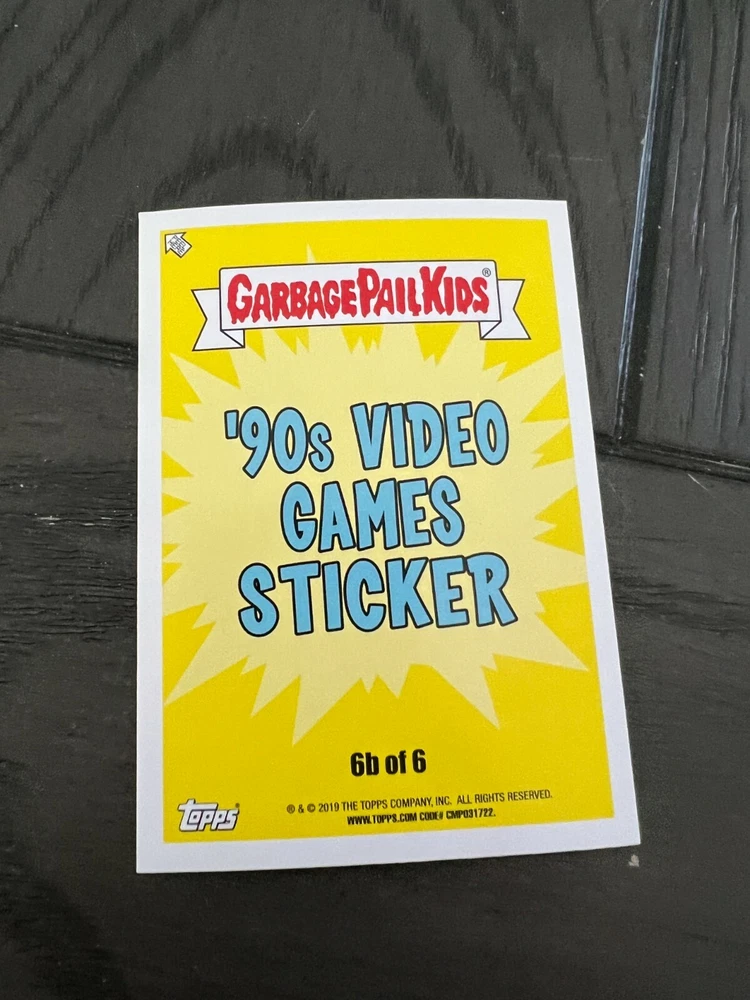 GARBAGE PAIL KIDS®
'90s VIDEO
GAMES
STICKER
6b of 6
topps®
® & © 2019 THE TOPPS COMPANY, INC. ALL RIGHTS RESERVED.
WWW.TOPPS.COM CODE# CMP031722.